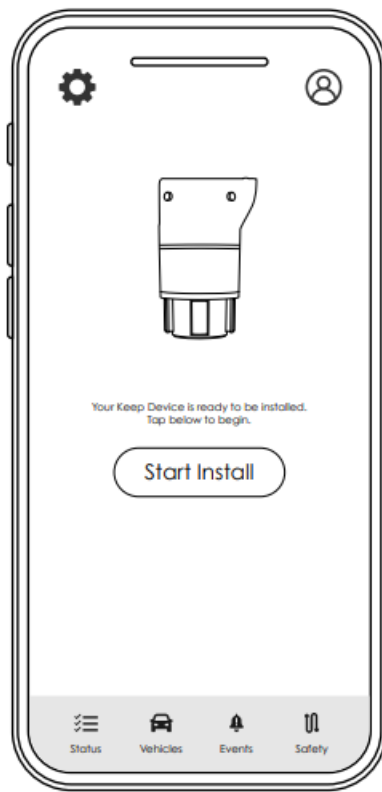 Your Keep Device is ready to be installed.
Tap below to begin.
Start Install
Status Vehicles Events Safety